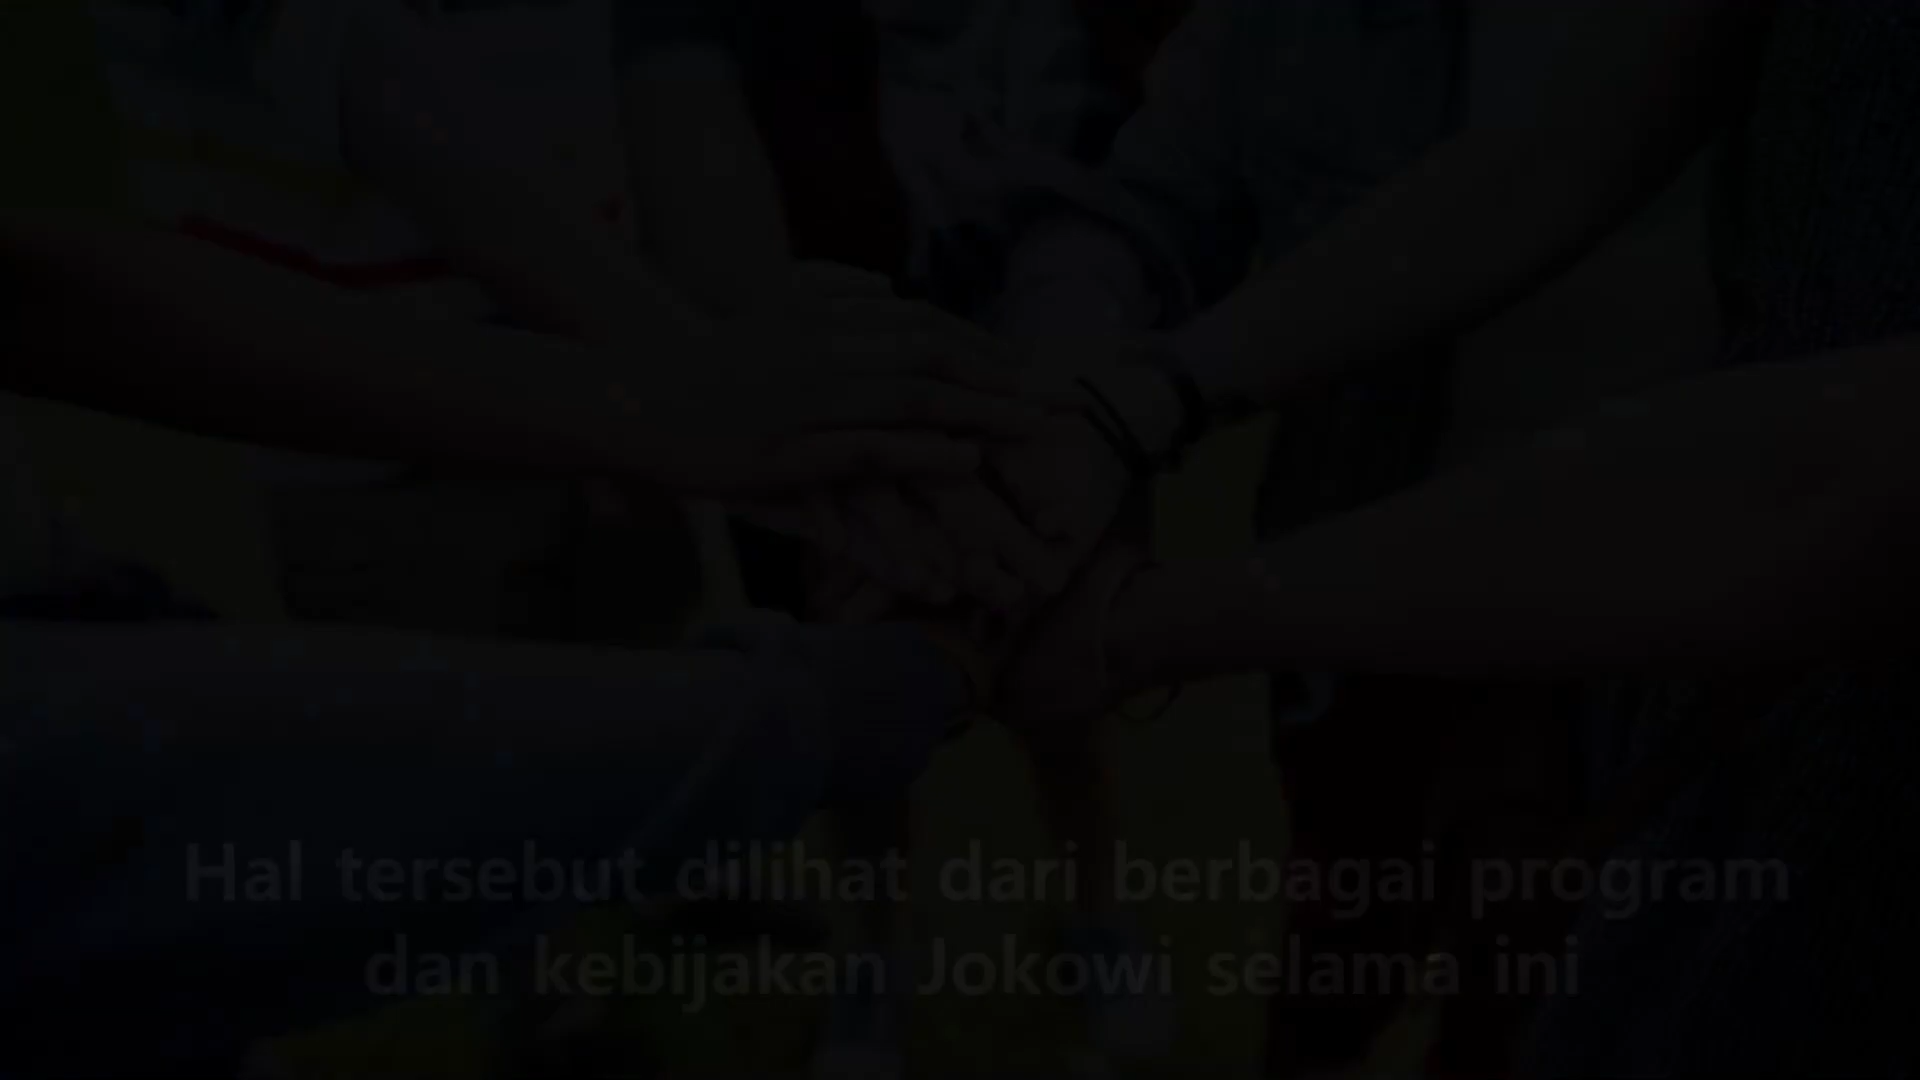 Hal tersebut dilihat dari berbagai program
dan kebijakan Jokowi selama ini